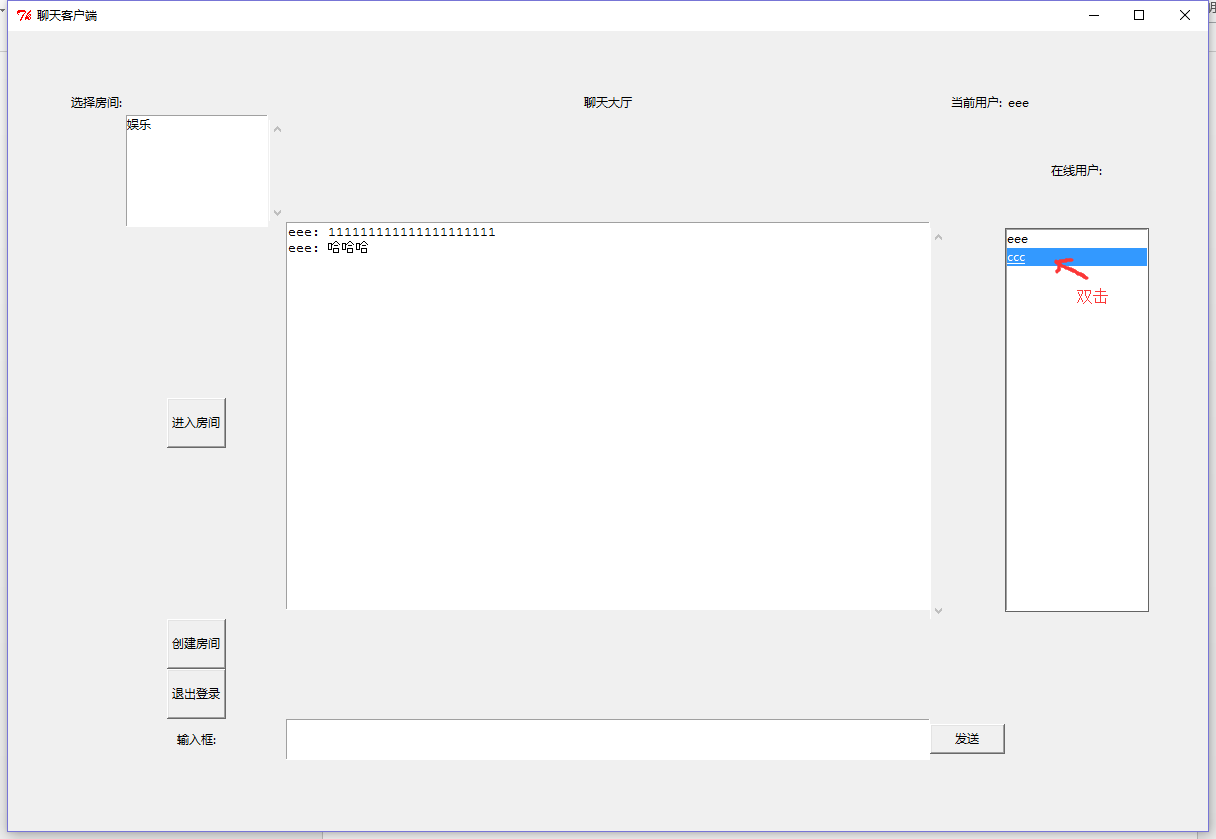 聊天客户端
选择房间:
聊天大厅
当前用户: eee
娱乐
在线用户:
eee: 111111111111111111111
eee: 哈哈哈
eee
ccc
双击
进入房间
创建房间
退出登录
输入框:
发送